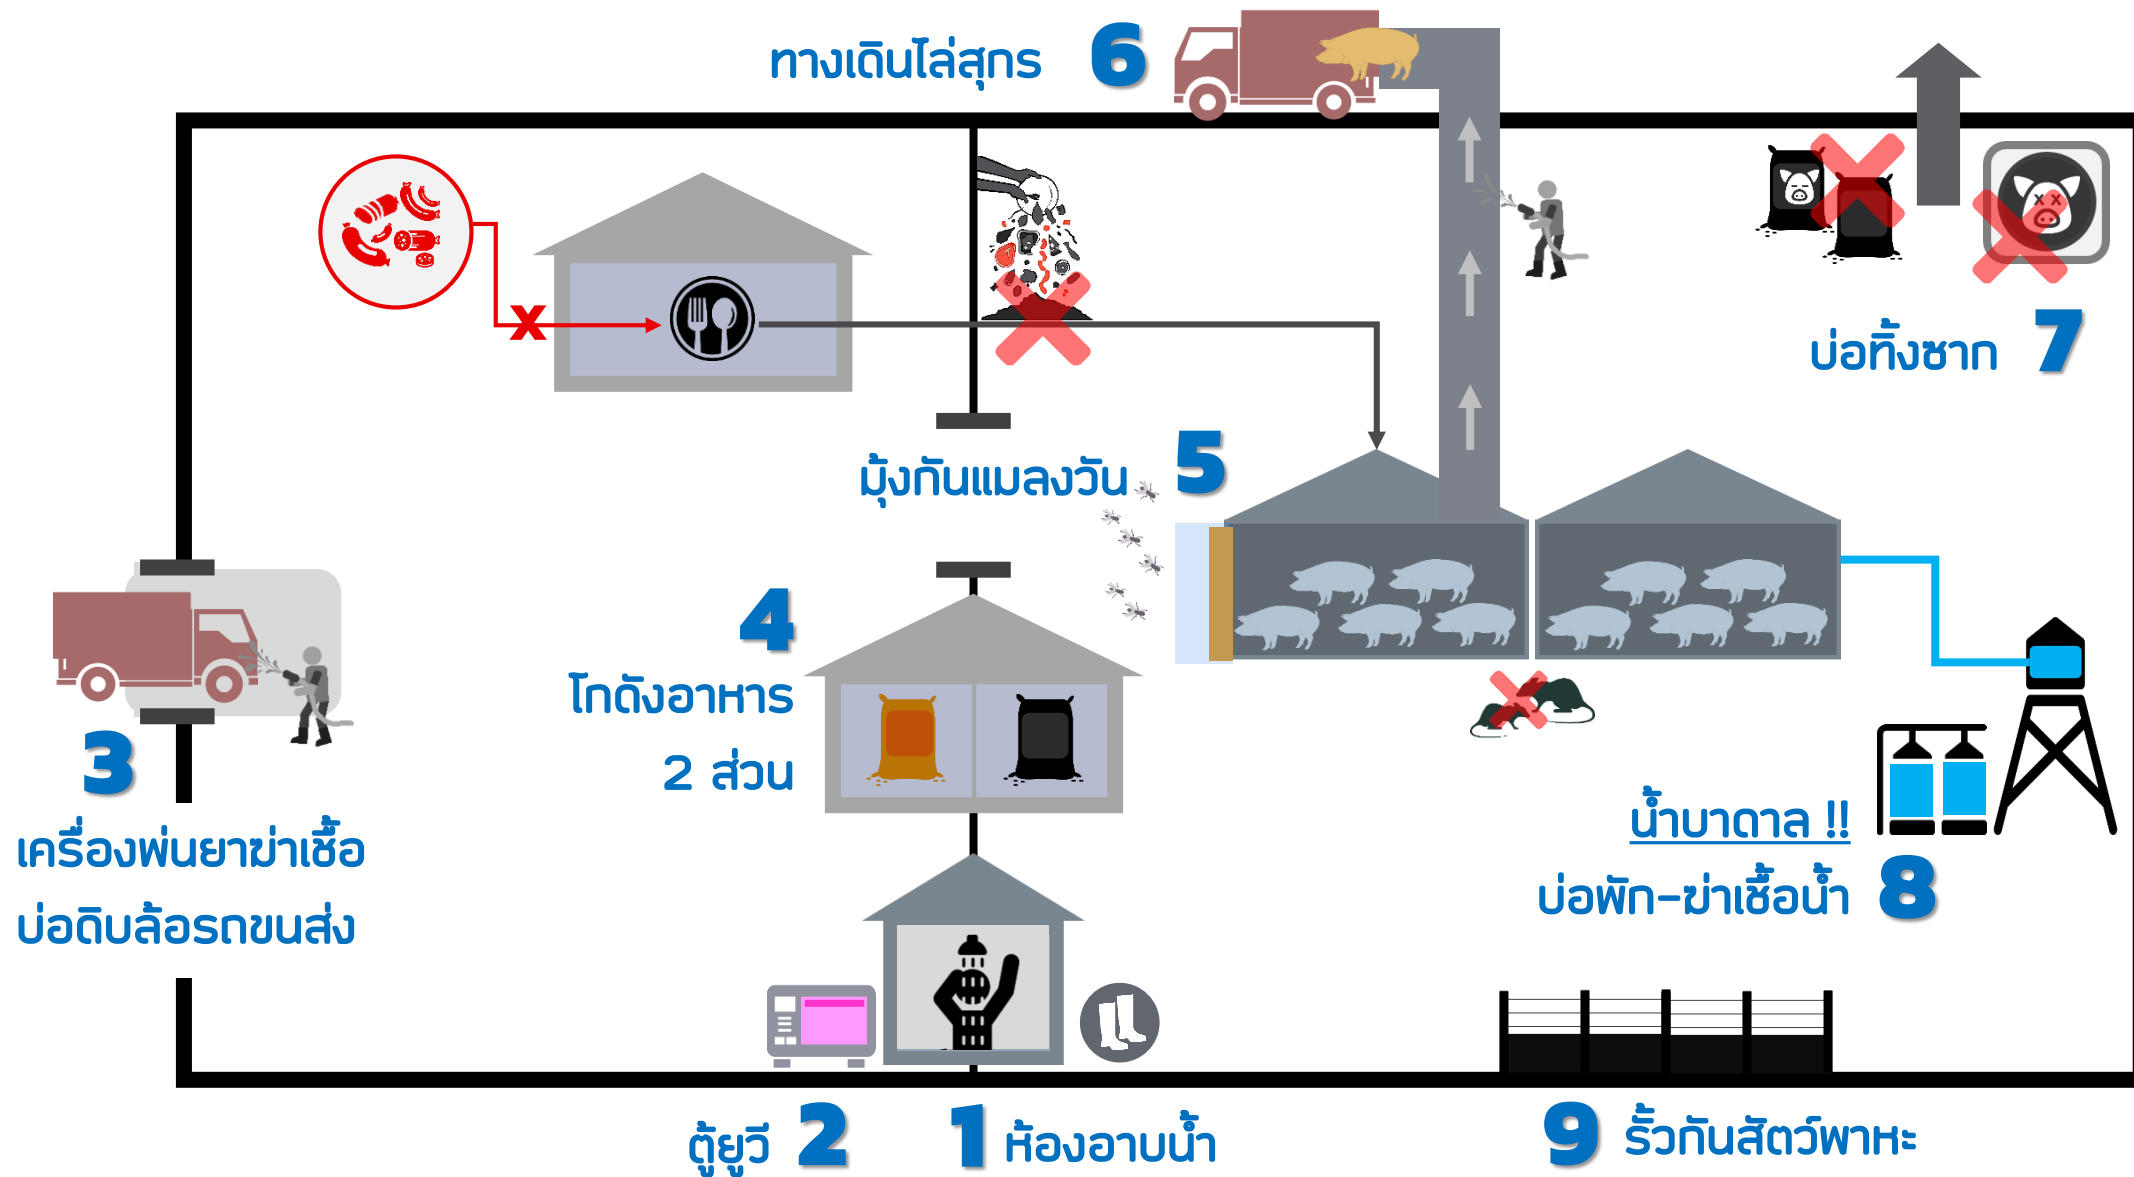 ทางเดินไล่สุกร 6
x
บ่อทิ้งซาก 7
มุ้งกันแมลงวัน 5
4
โกดังอาหาร
2 ส่วน
3
เครื่องพ่นยาฆ่าเชื้อ
บ่อดิบล้อรถขนส่ง
น้ำบาดาล !!
บ่อพัก-ฆ่าเชื้อน้ำ 8
ตู้ยูวี 2
1 ห้องอาบน้ำ
9 รั้วกันสัตว์พาหะ